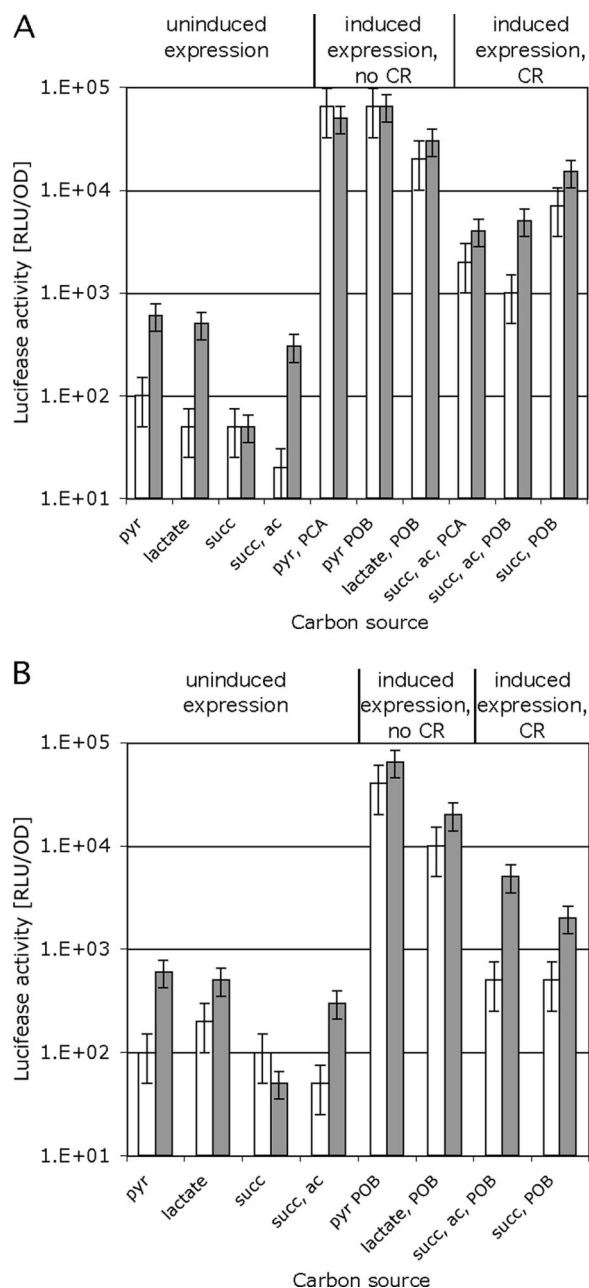 A
uninduced expression
induced expression, no CR
induced expression, CR
Lucifease activity [RLU/OD]
1.E+05
1.E+04
1.E+03
1.E+02
1.E+01
pyr
lactate
succ
succ, ac
pyr, PCA
pyr POB
lactate, POB
succ, ac, PCA
succ, ac, POB
succ, POB
Carbon source
B
uninduced expression
induced expression, no CR
induced expression, CR
Lucifease activity [RLU/OD]
1.E+05
1.E+04
1.E+03
1.E+02
1.E+01
pyr
lactate
succ
succ, ac
pyr POB
lactate, POB
succ, ac, POB
succ, POB
Carbon source